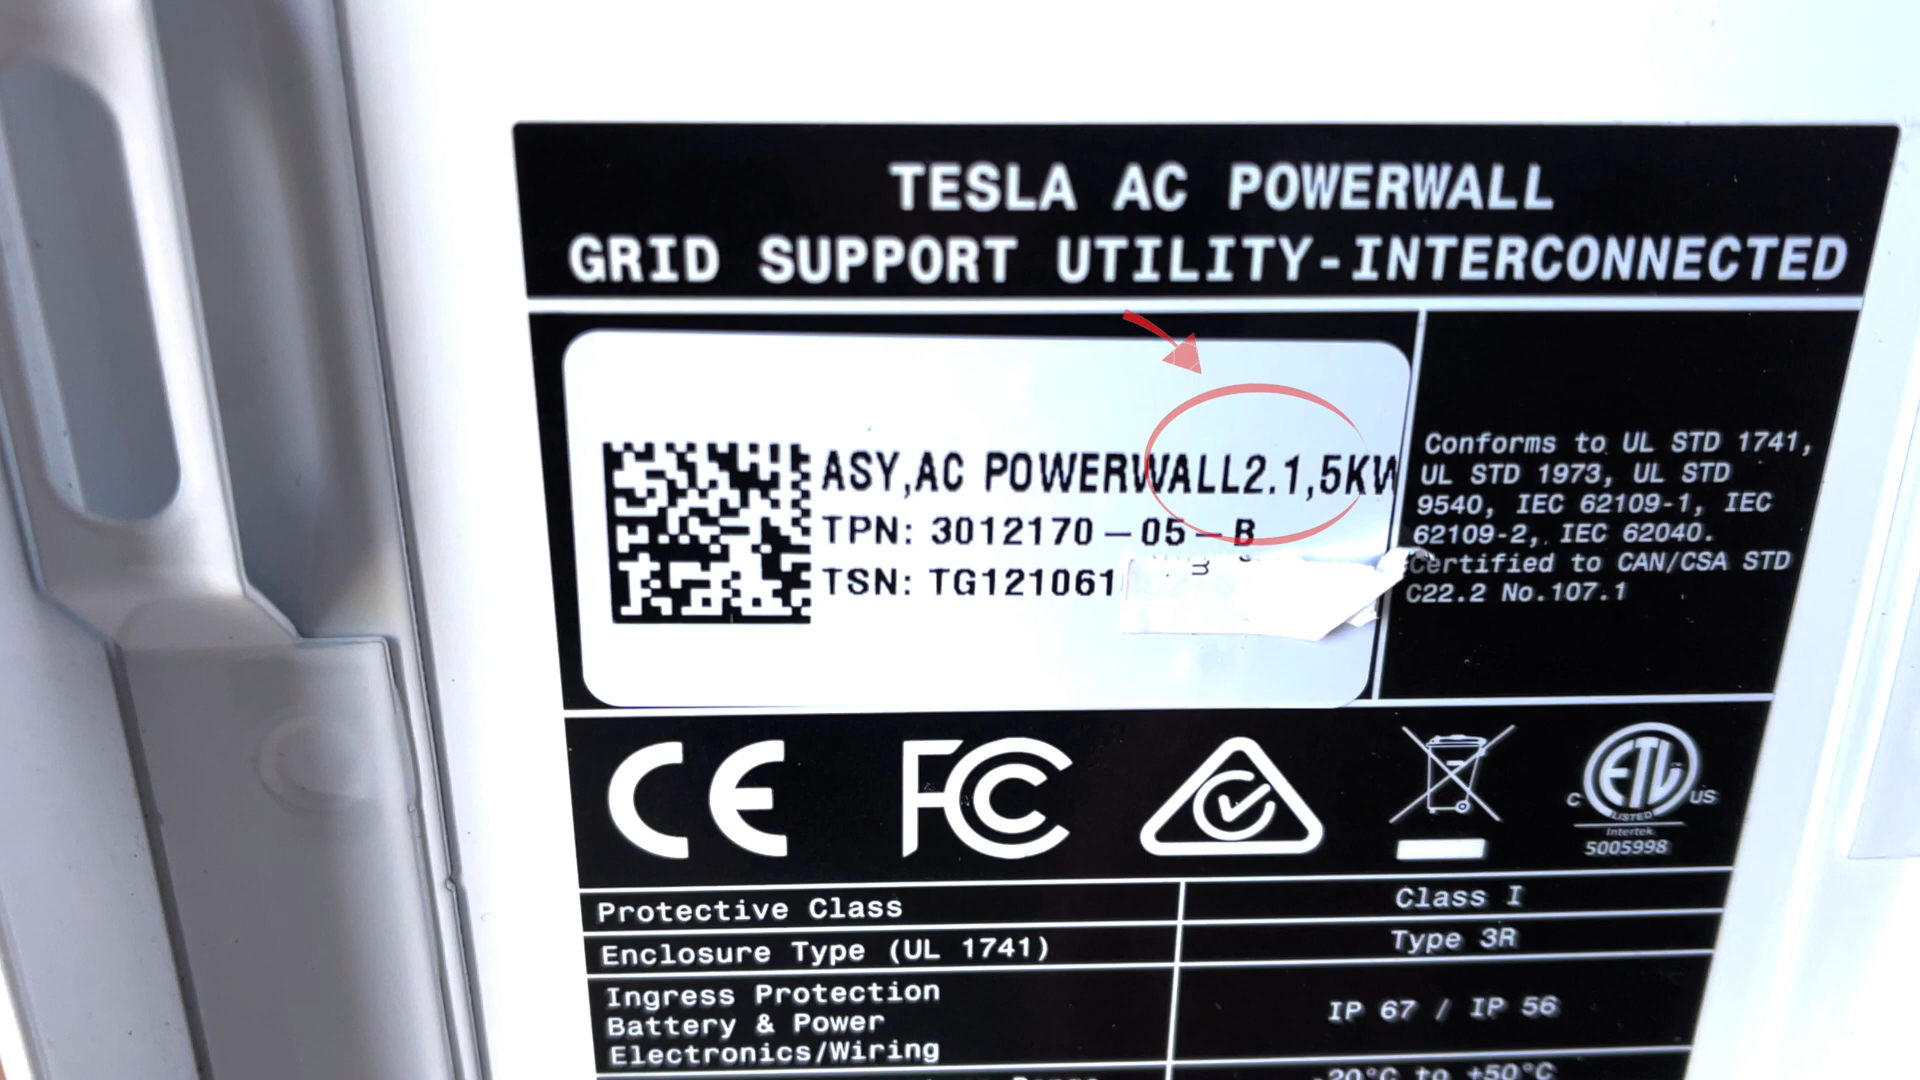 TESLA AC POWERWALL
GRID SUPPORT UTILITY-INTERCONNECTED
ASY,AC POWERWALL2.1,5KW
TPN: 3012170-05-B
TSN: TG121061
Conforms to UL STD 1741,
UL STD 1973, UL STD
9540, IEC 62109-1, IEC
62109-2, IEC 62040.
Certified to CAN/CSA STD
C22.2 No.107.1
CE
FC
C ETL US
LISTED
Intertek
5005998
Protective Class
Class I
Enclosure Type (UL 1741)
Type 3R
Ingress Protection
Battery & Power
Electronics/Wiring
IP 67 / IP 56
-20°C to +50°C